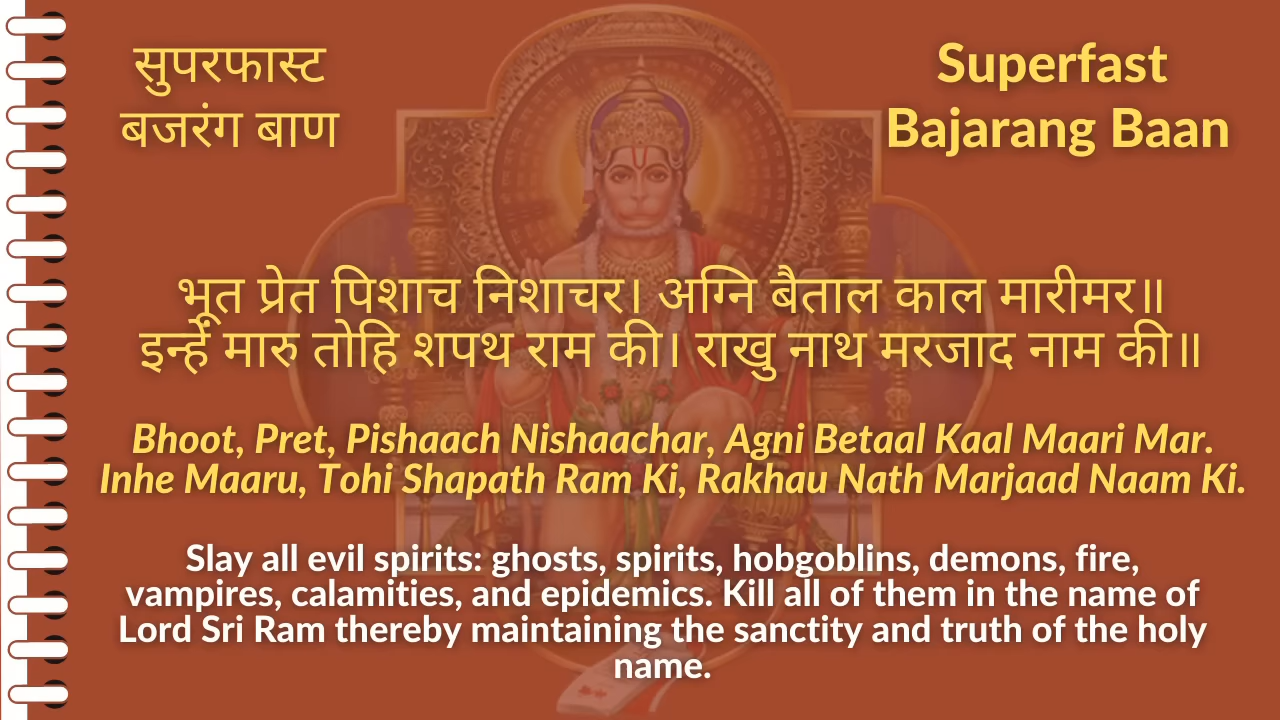 सुपरफास्ट
बजरंग बाण
Superfast
Bajarang Baan
भूत प्रेत पिशाच निशाचर। अग्नि बैताल काल मारीमर॥
इन्हें मारु तोहि शपथ राम की। राखु नाथ मरजाद नाम की॥
Bhoot, Pret, Pishaach Nishaachar, Agni Betaal Kaal Maari Mar.
Inhe Maaru, Tohi Shapath Ram Ki, Rakhau Nath Marjaad Naam Ki.
Slay all evil spirits: ghosts, spirits, hobgoblins, demons, fire,
vampires, calamities, and epidemics. Kill all of them in the name of
Lord Sri Ram thereby maintaining the sanctity and truth of the holy
name.